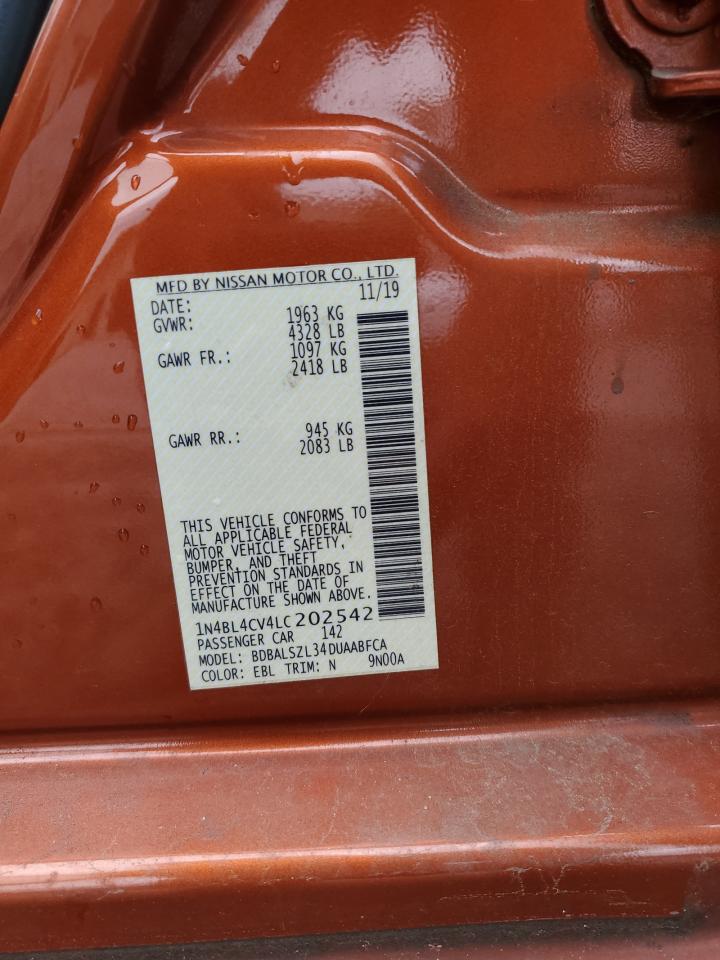 MFD BY NISSAN MOTOR CO., LTD.
DATE: 11/19
GVWR: 1963 KG
4328 LB
GAWR FR.: 1097 KG
2418 LB
GAWR RR.: 945 KG
2083 LB
THIS VEHICLE CONFORMS TO
ALL APPLICABLE FEDERAL
MOTOR VEHICLE SAFETY,
BUMPER, AND THEFT
PREVENTION STANDARDS IN
EFFECT ON THE DATE OF
MANUFACTURE SHOWN ABOVE.
1N4BL4CV4LC202542
PASSENGER CAR 142
MODEL: BDBALSZL34DUAABFCA
COLOR: EBL TRIM: N 9N00A